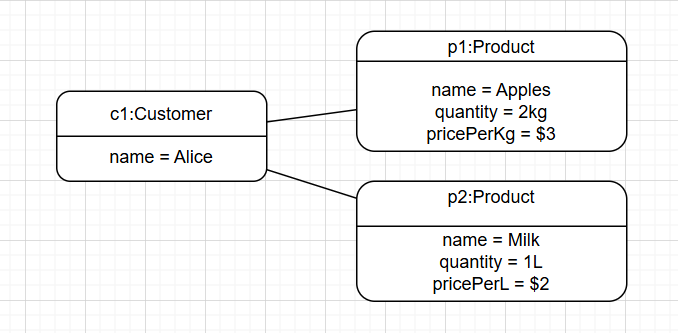 c1:Customer
name = Alice
p1:Product
name = Apples
quantity = 2kg
pricePerKg = $3
p2:Product
name = Milk
quantity = 1L
pricePerL = $2